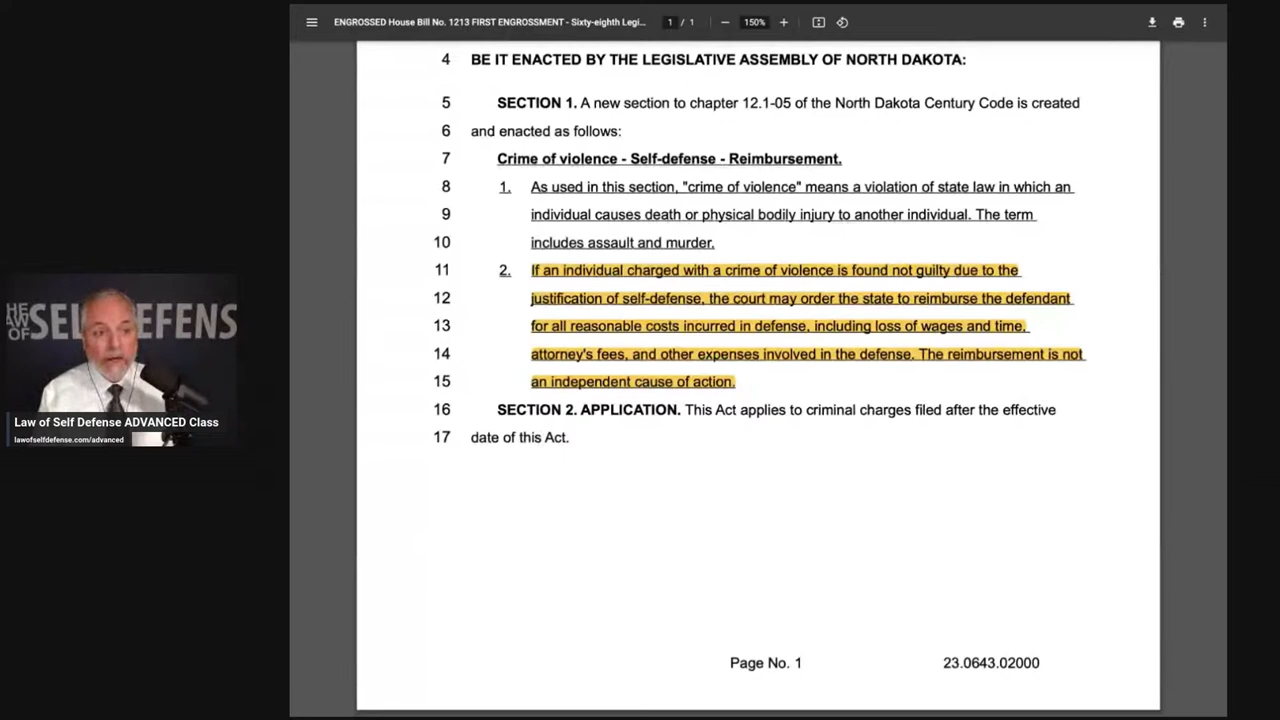 ENGROSSED House Bill No. 1213 FIRST ENGROSSMENT - Sixty-eighth Legi... 1 / 1 150%
4 BE IT ENACTED BY THE LEGISLATIVE ASSEMBLY OF NORTH DAKOTA:
5 SECTION 1. A new section to chapter 12.1-05 of the North Dakota Century Code is created
6 and enacted as follows:
7 Crime of violence - Self-defense - Reimbursement.
8 1. As used in this section, "crime of violence" means a violation of state law in which an
9 individual causes death or physical bodily injury to another individual. The term
10 includes assault and murder.
11 2. If an individual charged with a crime of violence is found not guilty due to the
12 justification of self-defense, the court may order the state to reimburse the defendant
13 for all reasonable costs incurred in defense, including loss of wages and time,
14 attorney's fees, and other expenses involved in the defense. The reimbursement is not
15 an independent cause of action.
16 SECTION 2. APPLICATION. This Act applies to criminal charges filed after the effective
17 date of this Act.
Page No. 1 23.0643.02000
HE
AW
OF SEL EFENS
Law of Self Defense ADVANCED Class
lawofselfdefense.com/advanced